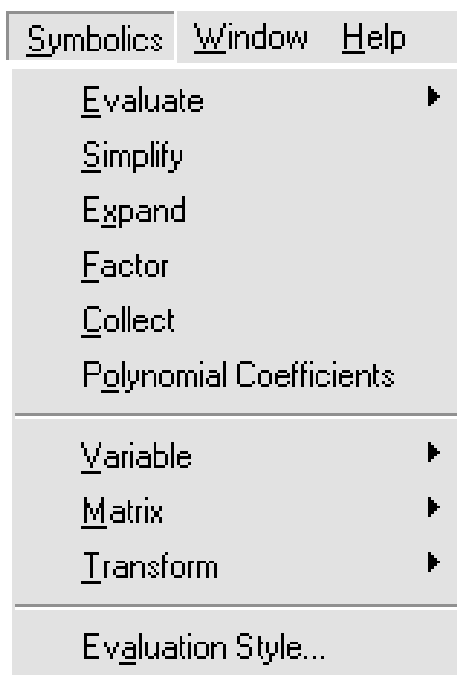 Symbolics Window Help
Evaluate
Simplify
Expand
Factor
Collect
Polynomial Coefficients
Variable
Matrix
Transform
Evaluation Style...